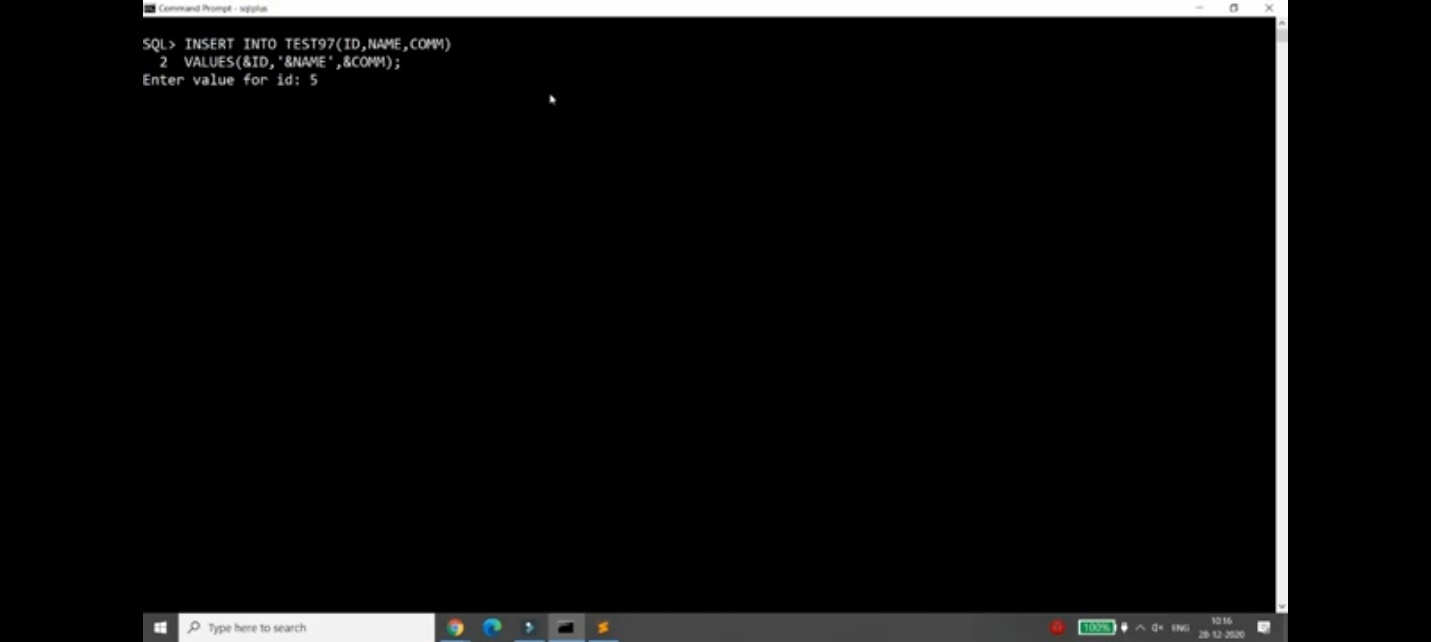 Command Prompt - sqlplus
SQL> INSERT INTO TEST97(ID,NAME,COMM)
2 VALUES(&ID,'&NAME',&COMM);
Enter value for id: 5
Type here to search
100%
ENG
10:16
28-12-2020